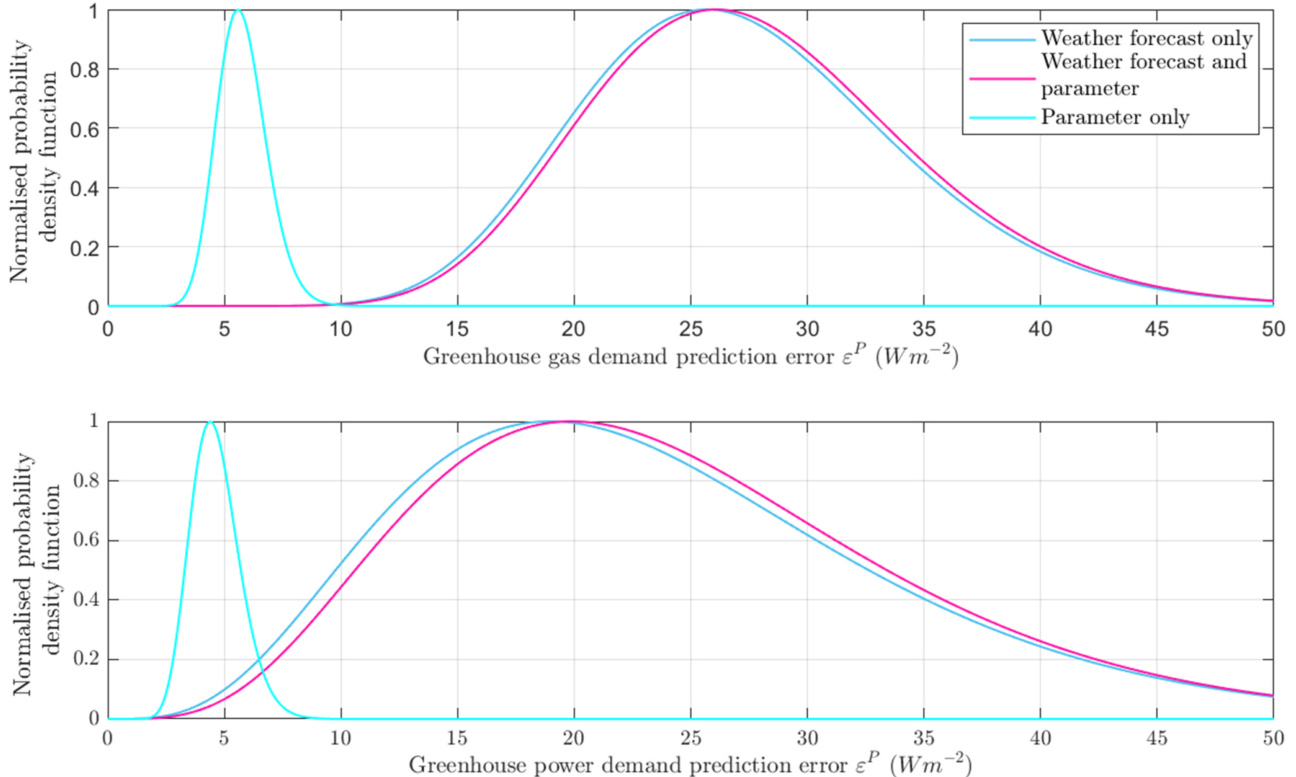 Normalised probability
density function
1
0.8
0.6
0.4
0.2
0
Weather forecast only
Weather forecast and
parameter
Parameter only
0 5 10 15 20 25 30 35 40 45 50
Greenhouse gas demand prediction error ε^P (Wm^−2)
Normalised probability
density function
1
0.8
0.6
0.4
0.2
0
0 5 10 15 20 25 30 35 40 45 50
Greenhouse power demand prediction error ε^P (Wm^−2)